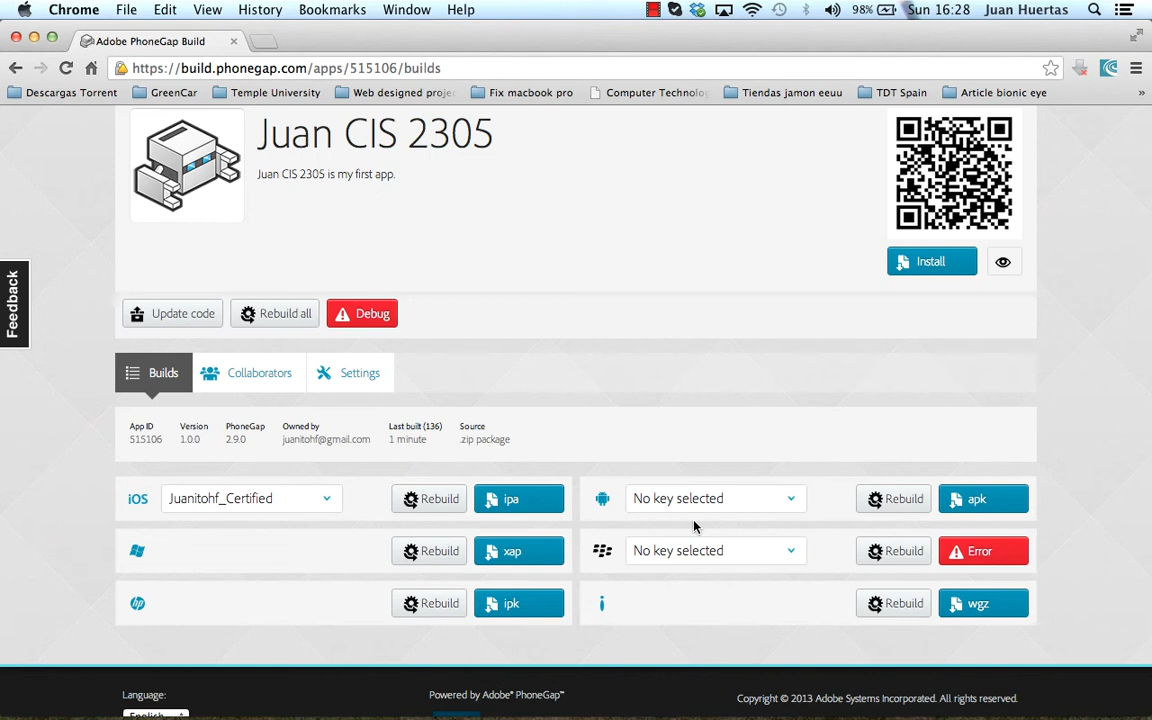 Chrome File Edit View History Bookmarks Window Help 98% Sun 16:28 Juan Huertas
Adobe PhoneGap Build
https://build.phonegap.com/apps/515106/builds
Descargas Torrent GreenCar Temple University Web designed proje Fix macbook pro Computer Technolo Tiendas jamon eeuu TDT Spain Article bionic eye »
Juan CIS 2305
Juan CIS 2305 is my first app.
Install
Feedback
Update code Rebuild all Debug
Builds Collaborators Settings
App ID Version PhoneGap Owned by Last built (136) Source
515106 1.0.0 2.9.0 juanitohf@gmail.com 1 minute .zip package
iOS Juanitohf_Certified Rebuild ipa No key selected Rebuild apk
Rebuild xap No key selected Rebuild Error
hp Rebuild ipk Rebuild wgz
Language: Powered by Adobe® PhoneGap™ Copyright © 2013 Adobe Systems Incorporated. All rights reserved.
English